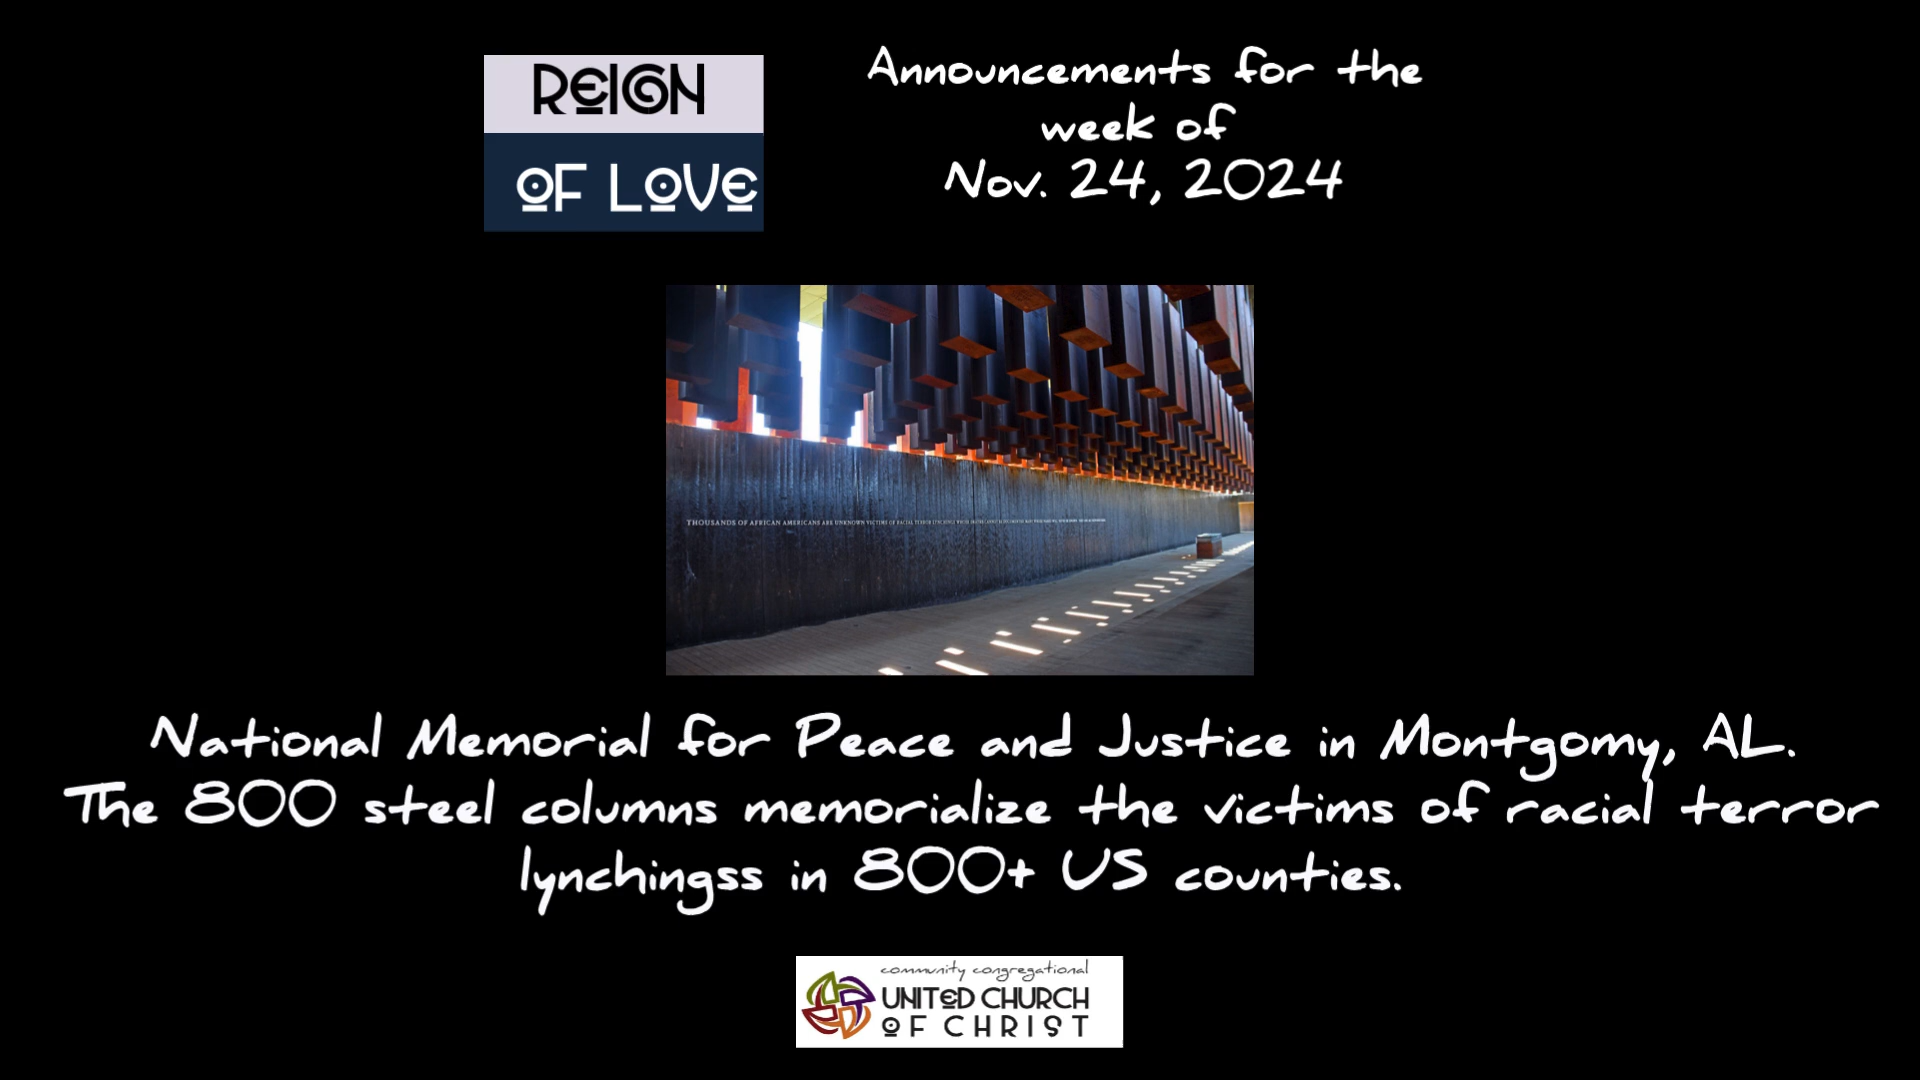 REIGN
OF LOVE
Announcements for the
week of
Nov. 24, 2024
THOUSANDS OF AFRICAN AMERICANS ARE UNKNOWN VICTIMS OF RACIAL TERROR LYNCHINGS WHOSE
National Memorial for Peace and Justice in Montgomy, AL.
The 800 steel columns memorialize the victims of racial terror
lynchingss in 800+ US counties.
community congregational
UNITED CHURCH
OF CHRIST